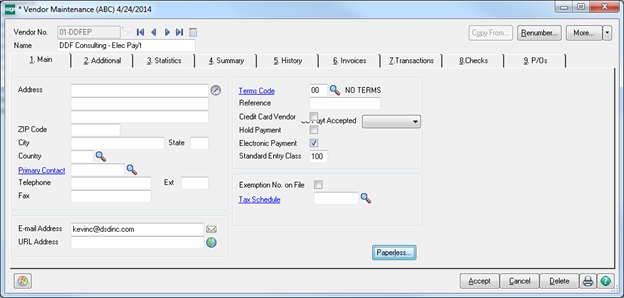 sage * Vendor Maintenance (ABC) 4/24/2014
Vendor No. 01-DDFEP Copy From... Renumber... More...
Name DDF Consulting - Elec Pay't
1. Main 2. Additional 3. Statistics 4. Summary 5. History 6. Invoices 7.Transactions 8.Checks 9. P/Os
Address Terms Code 00 NO TERMS
Reference
Credit Card Vendor Payt Accepted
ZIP Code Hold Payment
City State Electronic Payment
Country Standard Entry Class 100
Primary Contact
Telephone Ext Exemption No. on File
Fax Tax Schedule
E-mail Address kevinc@dsdinc.com
URL Address
Paperless...
Accept Cancel Delete